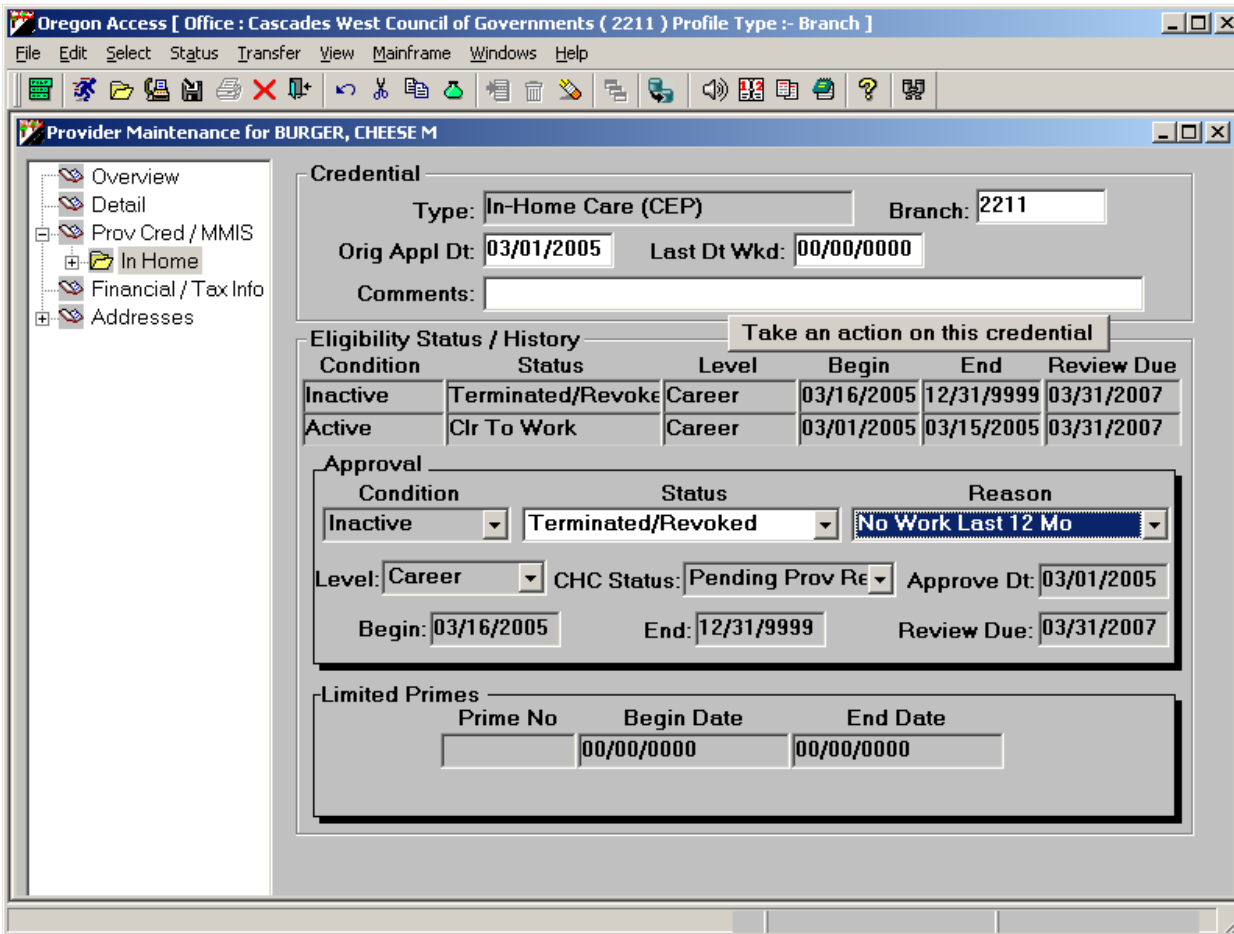 Oregon Access [ Office : Cascades West Council of Governments ( 2211 ) Profile Type :- Branch ]
File Edit Select Status Transfer View Mainframe Windows Help
Provider Maintenance for BURGER, CHEESE M
Overview
Detail
Prov Cred / MMIS
In Home
Financial / Tax Info
Addresses
Credential
Type: In-Home Care (CEP) Branch: 2211
Orig Appl Dt: 03/01/2005 Last Dt Wkd: 00/00/0000
Comments:
Take an action on this credential
Eligibility Status / History
Condition Status Level Begin End Review Due
Inactive Terminated/Revoke Career 03/16/2005 12/31/9999 03/31/2007
Active Clr To Work Career 03/01/2005 03/15/2005 03/31/2007
Approval
Condition Status Reason
Inactive Terminated/Revoked No Work Last 12 Mo
Level: Career CHC Status: Pending Prov Re Approve Dt: 03/01/2005
Begin: 03/16/2005 End: 12/31/9999 Review Due: 03/31/2007
Limited Primes
Prime No Begin Date End Date
00/00/0000 00/00/0000